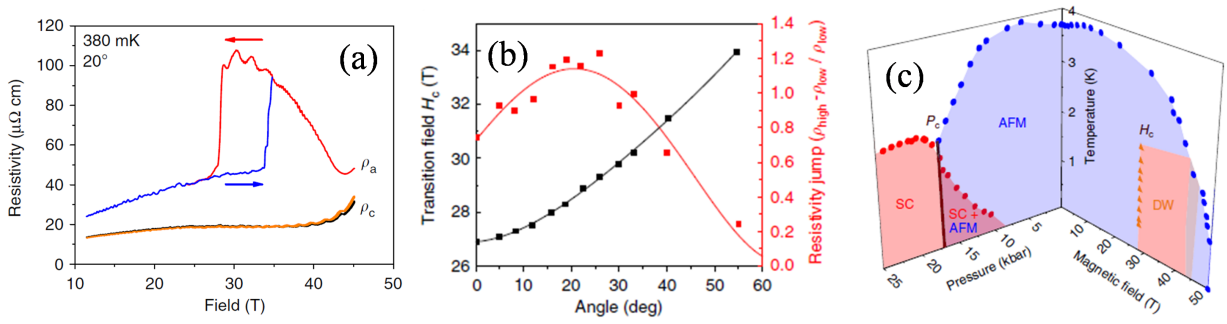 380 mK
20°
(a)
ρa
ρc
Resistivity (μΩ cm)
120
100
80
60
40
20
0
10
20
30
40
50
Field (T)
(b)
Transition field Hc (T)
34
32
30
28
26
0
10
20
30
40
50
60
Angle (deg)
1.4
1.2
1.0
0.8
0.6
0.4
0.2
0.0
Resistivity jump (ρhigh-ρlow / ρlow)
(c)
4
3
2
1
Temperature (K)
Pc
AFM
Hc
SC
SC +
AFM
DW
25
20
15
10
5
Pressure (kbar)
10
20
30
40
50
Magnetic field (T)